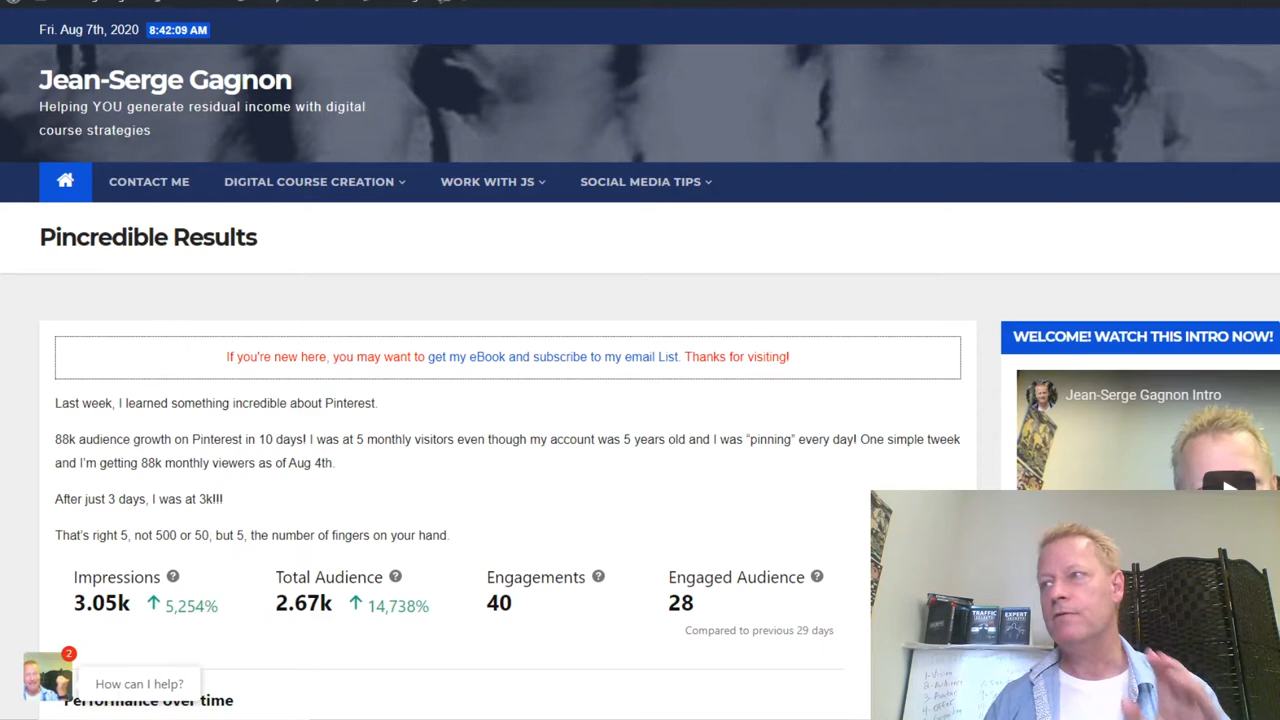 Fri. Aug 7th, 2020 8:42:09 AM
Jean-Serge Gagnon
Helping YOU generate residual income with digital
course strategies
CONTACT ME DIGITAL COURSE CREATION WORK WITH JS SOCIAL MEDIA TIPS
Pincredible Results
If you're new here, you may want to get my eBook and subscribe to my email List. Thanks for visiting!
WELCOME! WATCH THIS INTRO NOW!
Jean-Serge Gagnon Intro
Last week, I learned something incredible about Pinterest.
88k audience growth on Pinterest in 10 days! I was at 5 monthly visitors even though my account was 5 years old and I was “pinning” every day! One simple tweek
and I’m getting 88k monthly viewers as of Aug 4th.
After just 3 days, I was at 3k!!!
That’s right 5, not 500 or 50, but 5, the number of fingers on your hand.
Impressions ? Total Audience ? Engagements ? Engaged Audience ?
3.05k 5,254% 2.67k 14,738% 40 28
Compared to previous 29 days
2
How can I help?
Performance over time
TRAFFIC
SECRETS
EXPERT
SECRETS